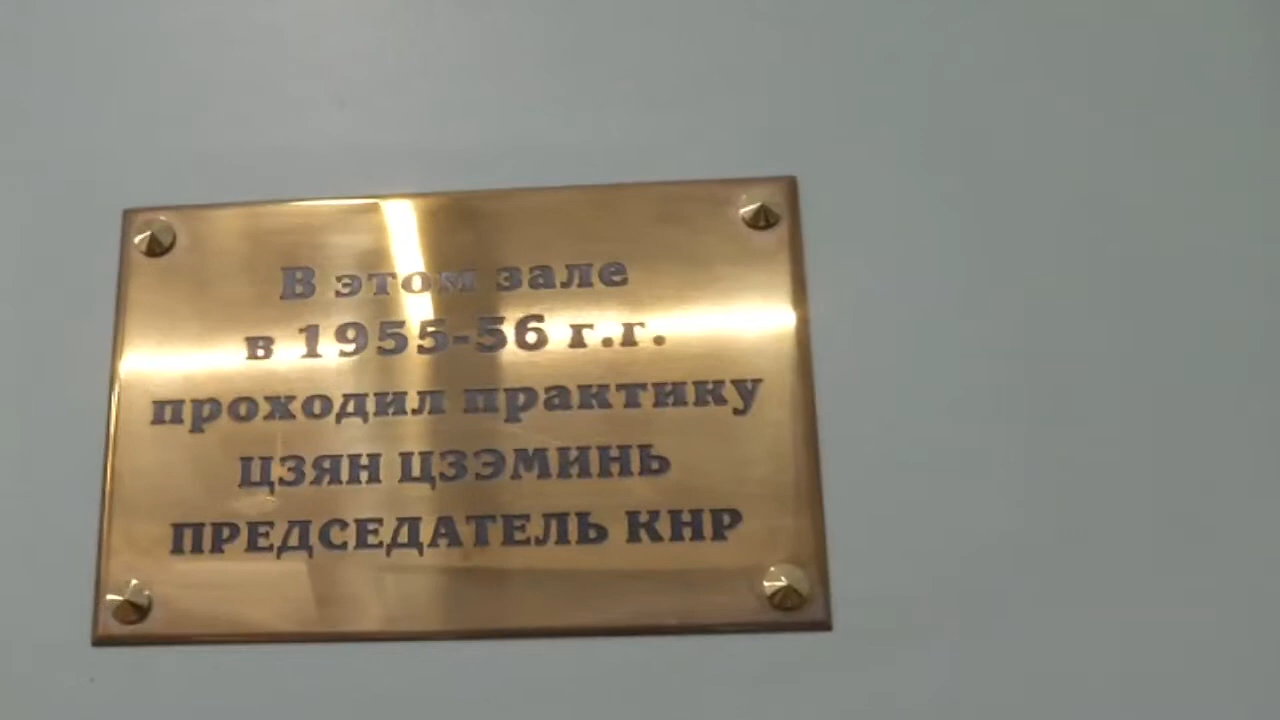 В этом зале
в 1955-56 г.г.
проходил практику
ЦЗЯН ЦЗЭМИНЬ
ПРЕДСЕДАТЕЛЬ КНР